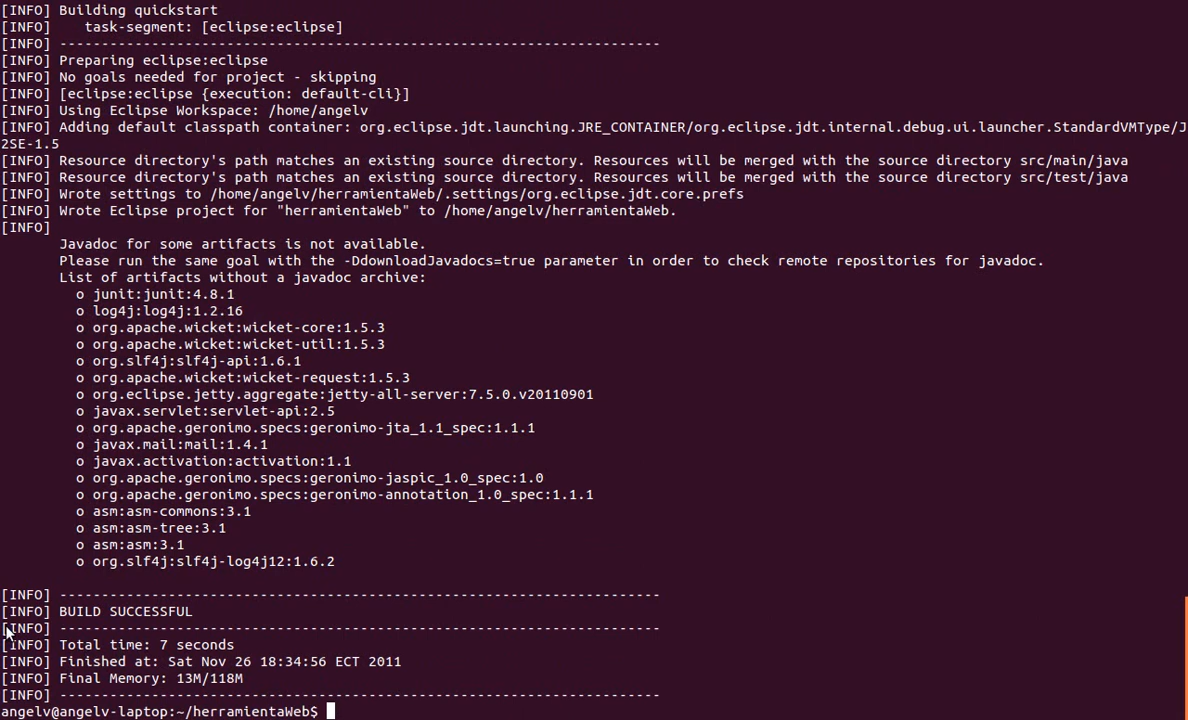 [INFO] Building quickstart
[INFO]    task-segment: [eclipse:eclipse]
[INFO] ------------------------------------------------------------------------
[INFO] Preparing eclipse:eclipse
[INFO] No goals needed for project - skipping
[INFO] [eclipse:eclipse {execution: default-cli}]
[INFO] Using Eclipse Workspace: /home/angelv
[INFO] Adding default classpath container: org.eclipse.jdt.launching.JRE_CONTAINER/org.eclipse.jdt.internal.debug.ui.launcher.StandardVMType/J
2SE-1.5
[INFO] Resource directory's path matches an existing source directory. Resources will be merged with the source directory src/main/java
[INFO] Resource directory's path matches an existing source directory. Resources will be merged with the source directory src/test/java
[INFO] Wrote settings to /home/angelv/herramientaWeb/.settings/org.eclipse.jdt.core.prefs
[INFO] Wrote Eclipse project for "herramientaWeb" to /home/angelv/herramientaWeb.
[INFO]
       Javadoc for some artifacts is not available.
       Please run the same goal with the -DdownloadJavadocs=true parameter in order to check remote repositories for javadoc.
       List of artifacts without a javadoc archive:
         o junit:junit:4.8.1
         o log4j:log4j:1.2.16
         o org.apache.wicket:wicket-core:1.5.3
         o org.apache.wicket:wicket-util:1.5.3
         o org.slf4j:slf4j-api:1.6.1
         o org.apache.wicket:wicket-request:1.5.3
         o org.eclipse.jetty.aggregate:jetty-all-server:7.5.0.v20110901
         o javax.servlet:servlet-api:2.5
         o org.apache.geronimo.specs:geronimo-jta_1.1_spec:1.1.1
         o javax.mail:mail:1.4.1
         o javax.activation:activation:1.1
         o org.apache.geronimo.specs:geronimo-jaspic_1.0_spec:1.0
         o org.apache.geronimo.specs:geronimo-annotation_1.0_spec:1.1.1
         o asm:asm-commons:3.1
         o asm:asm-tree:3.1
         o asm:asm:3.1
         o org.slf4j:slf4j-log4j12:1.6.2
[INFO] ------------------------------------------------------------------------
[INFO] BUILD SUCCESSFUL
[INFO] ------------------------------------------------------------------------
[INFO] Total time: 7 seconds
[INFO] Finished at: Sat Nov 26 18:34:56 ECT 2011
[INFO] Final Memory: 13M/118M
[INFO] ------------------------------------------------------------------------
angelv@angelv-laptop:~/herramientaWeb$